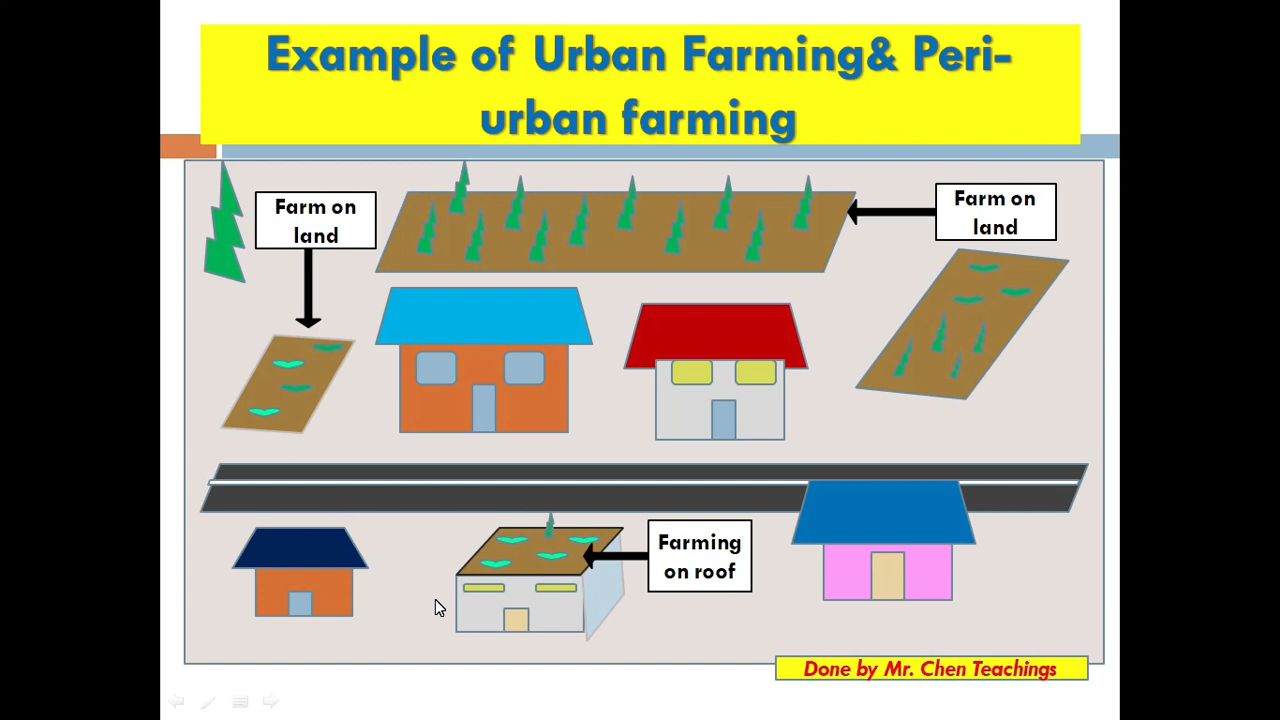 Example of Urban Farming& Peri-
urban farming
Farm on
land
Farm on
land
Farming
on roof
Done by Mr. Chen Teachings